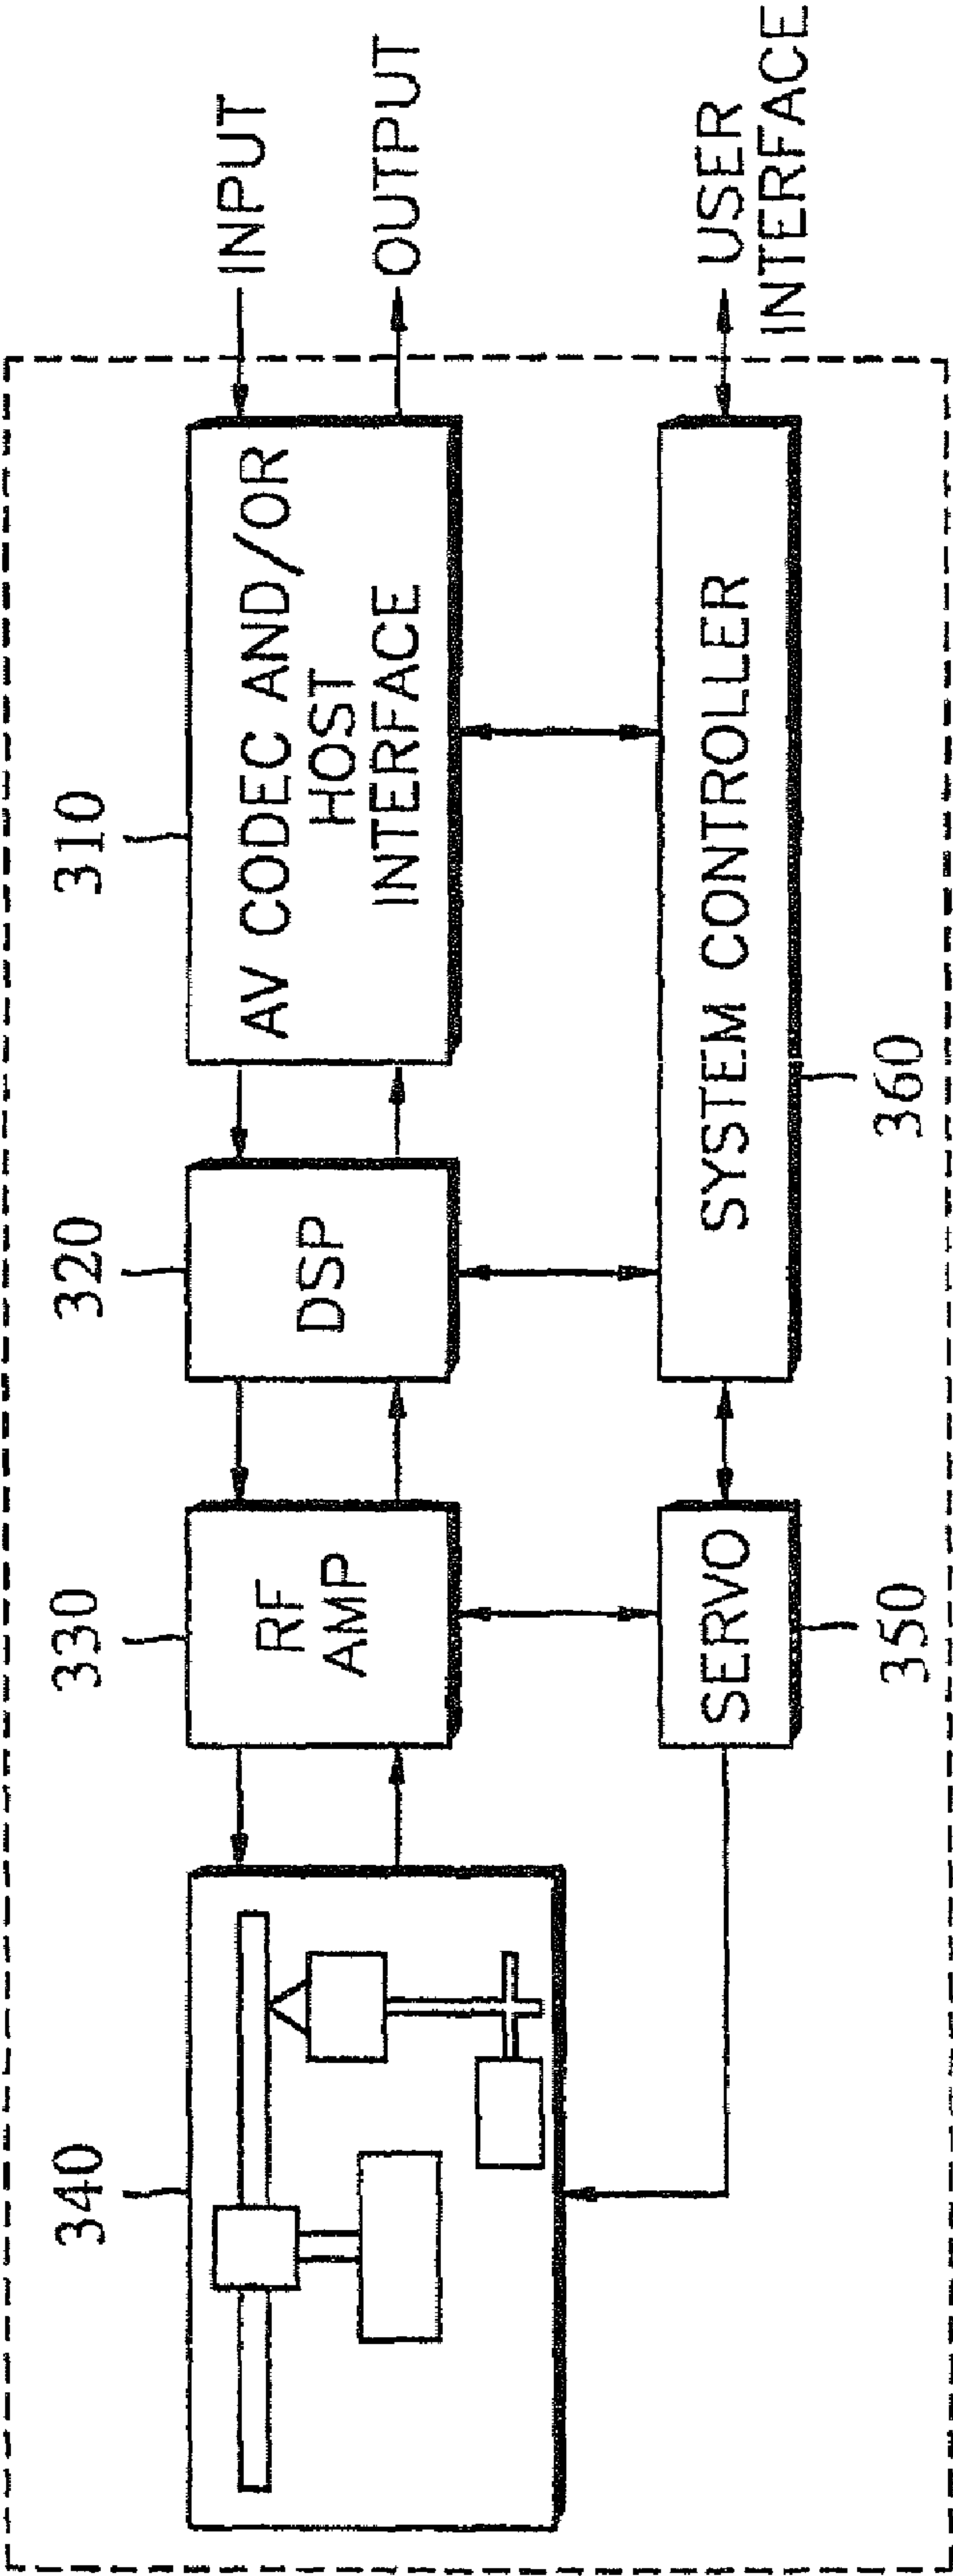 340
330
320
310
RF
AMP
DSP
AV CODEC AND/OR
HOST
INTERFACE
INPUT
OUTPUT
SERVO
SYSTEM CONTROLLER
USER
INTERFACE
350
360